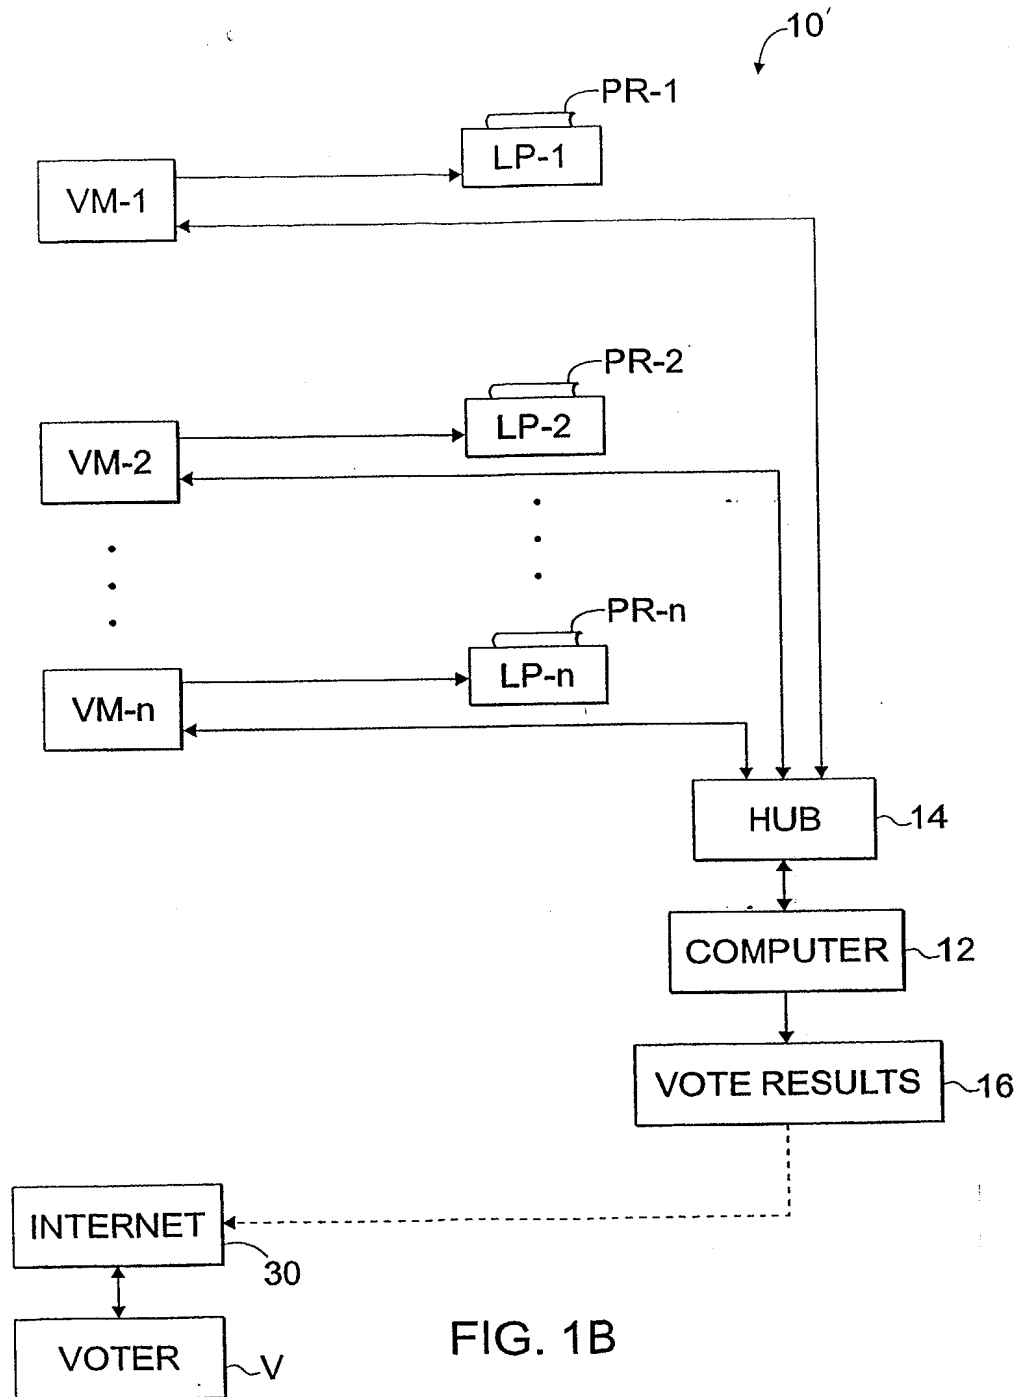 10'
PR-1
LP-1
VM-1
PR-2
LP-2
VM-2
PR-n
LP-n
VM-n
HUB
14
COMPUTER
12
VOTE RESULTS
16
INTERNET
30
VOTER
V
FIG. 1B